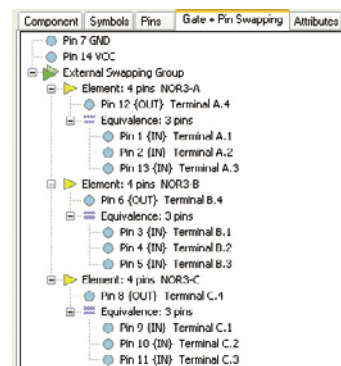 Component Symbols Pins Gate + Pin Swapping Attributes
Pin 7 GND
Pin 14 VCC
External Swapping Group
Element: 4 pins NOR3-A
Pin 12 {OUT} Terminal A.4
Equivalence: 3 pins
Pin 1 {IN} Terminal A.1
Pin 2 {IN} Terminal A.2
Pin 13 {IN} Terminal A.3
Element: 4 pins NOR3-B
Pin 6 {OUT} Terminal B.4
Equivalence: 3 pins
Pin 3 {IN} Terminal B.1
Pin 4 {IN} Terminal B.2
Pin 5 {IN} Terminal B.3
Element: 4 pins NOR3-C
Pin 8 {OUT} Terminal C.4
Equivalence: 3 pins
Pin 9 {IN} Terminal C.1
Pin 10 {IN} Terminal C.2
Pin 11 {IN} Terminal C.3